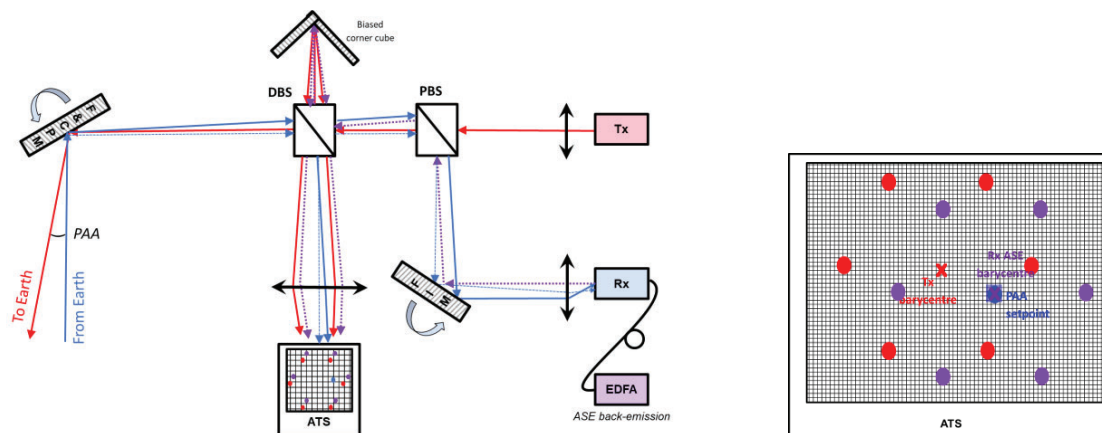 Biased
corner cube
DBS
PBS
F & C P M
Tx
PAA
To Earth
From Earth
F I M
Rx
EDFA
ASE back-emission
ATS
Rx ASE
barycentre
Tx
barycentre
PAA
setpoint
ATS